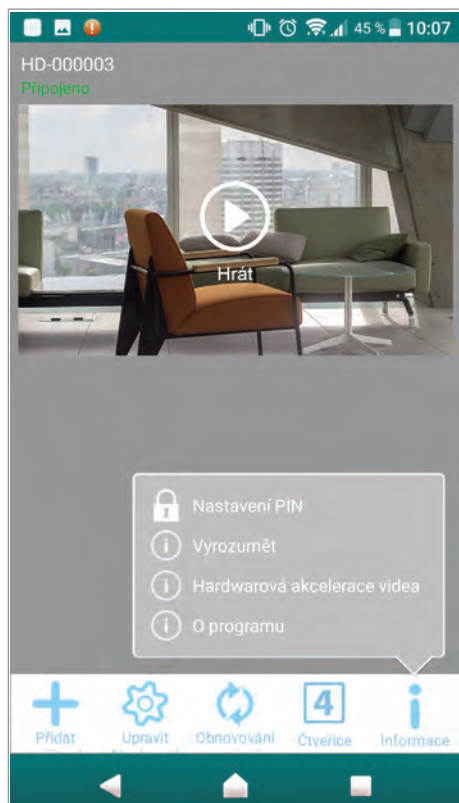 45 % 10:07
HD-000003
Připojeno
Hrát
Nastavení PIN
Vyrozumět
Hardwarová akcelerace videa
O programu
4
Přidat Upravit Obnovování Čtveřice Informace